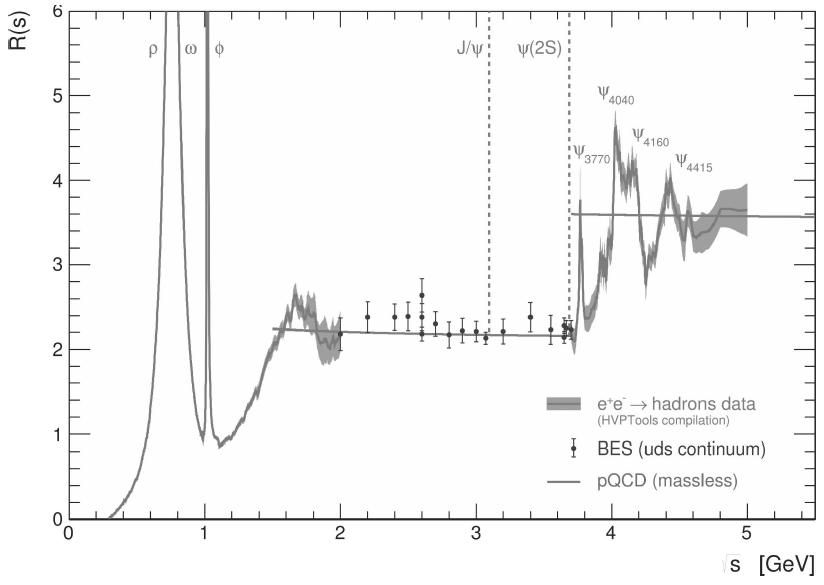 R(s)
6
5
4
3
2
1
0
ρ ω ϕ
J/ψ
ψ(2S)
ψ4040
ψ4160
ψ3770
ψ4415
e⁺e⁻ → hadrons data
(HVPTools compilation)
BES (uds continuum)
pQCD (massless)
0 1 2 3 4 5
√s [GeV]